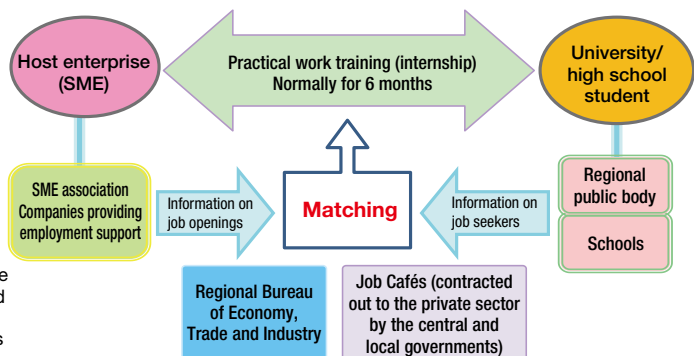 Host enterprise
(SME)
Practical work training (internship)
Normally for 6 months
University/
high school
student
SME association
Companies providing
employment support
Information on
job openings
Matching
Information on
job seekers
Regional
public body
Schools
Regional Bureau
of Economy,
Trade and Industry
Job Cafés (contracted
out to the private sector
by the central and
local governments)